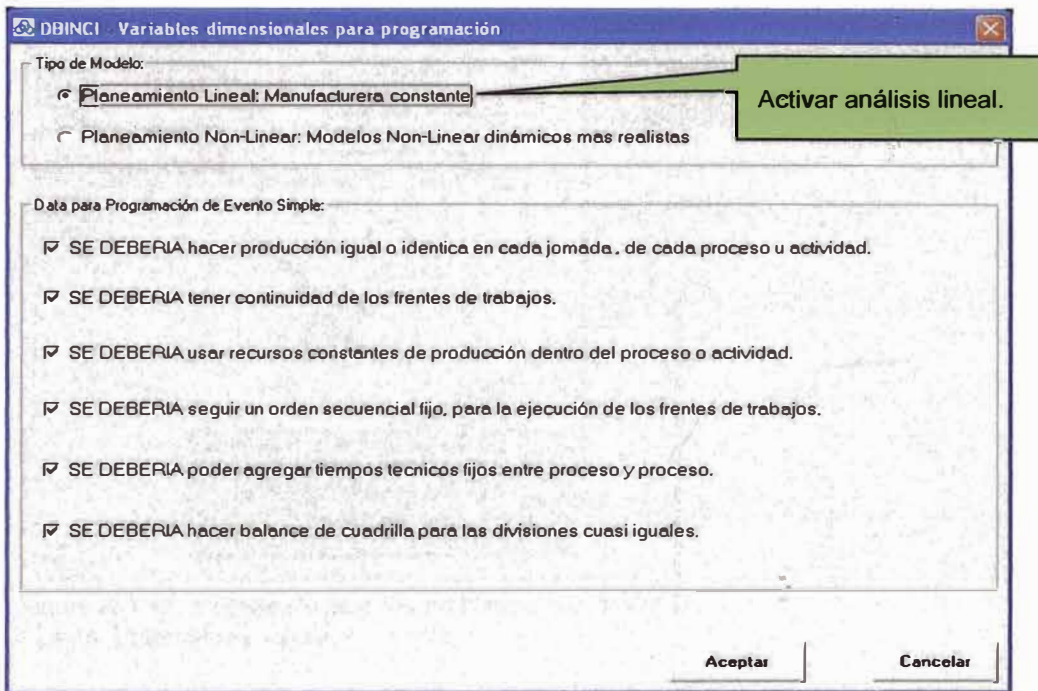 DBINCI - Variables dimensionales para programación
Tipo de Modelo:
Planeamiento Lineal: Manufacturera constante
Activar análisis lineal.
Planeamiento Non-Linear: Modelos Non-Linear dinámicos mas realistas
Data para Programación de Evento Simple:
SE DEBERIA hacer producción igual o identica en cada jornada, de cada proceso u actividad.
SE DEBERIA tener continuidad de los frentes de trabajos.
SE DEBERIA usar recursos constantes de producción dentro del proceso o actividad.
SE DEBERIA seguir un orden secuencial fijo, para la ejecución de los frentes de trabajos.
SE DEBERIA poder agregar tiempos tecnicos fijos entre proceso y proceso.
SE DEBERIA hacer balance de cuadrilla para las divisiones cuasi iguales.
Aceptar Cancelar